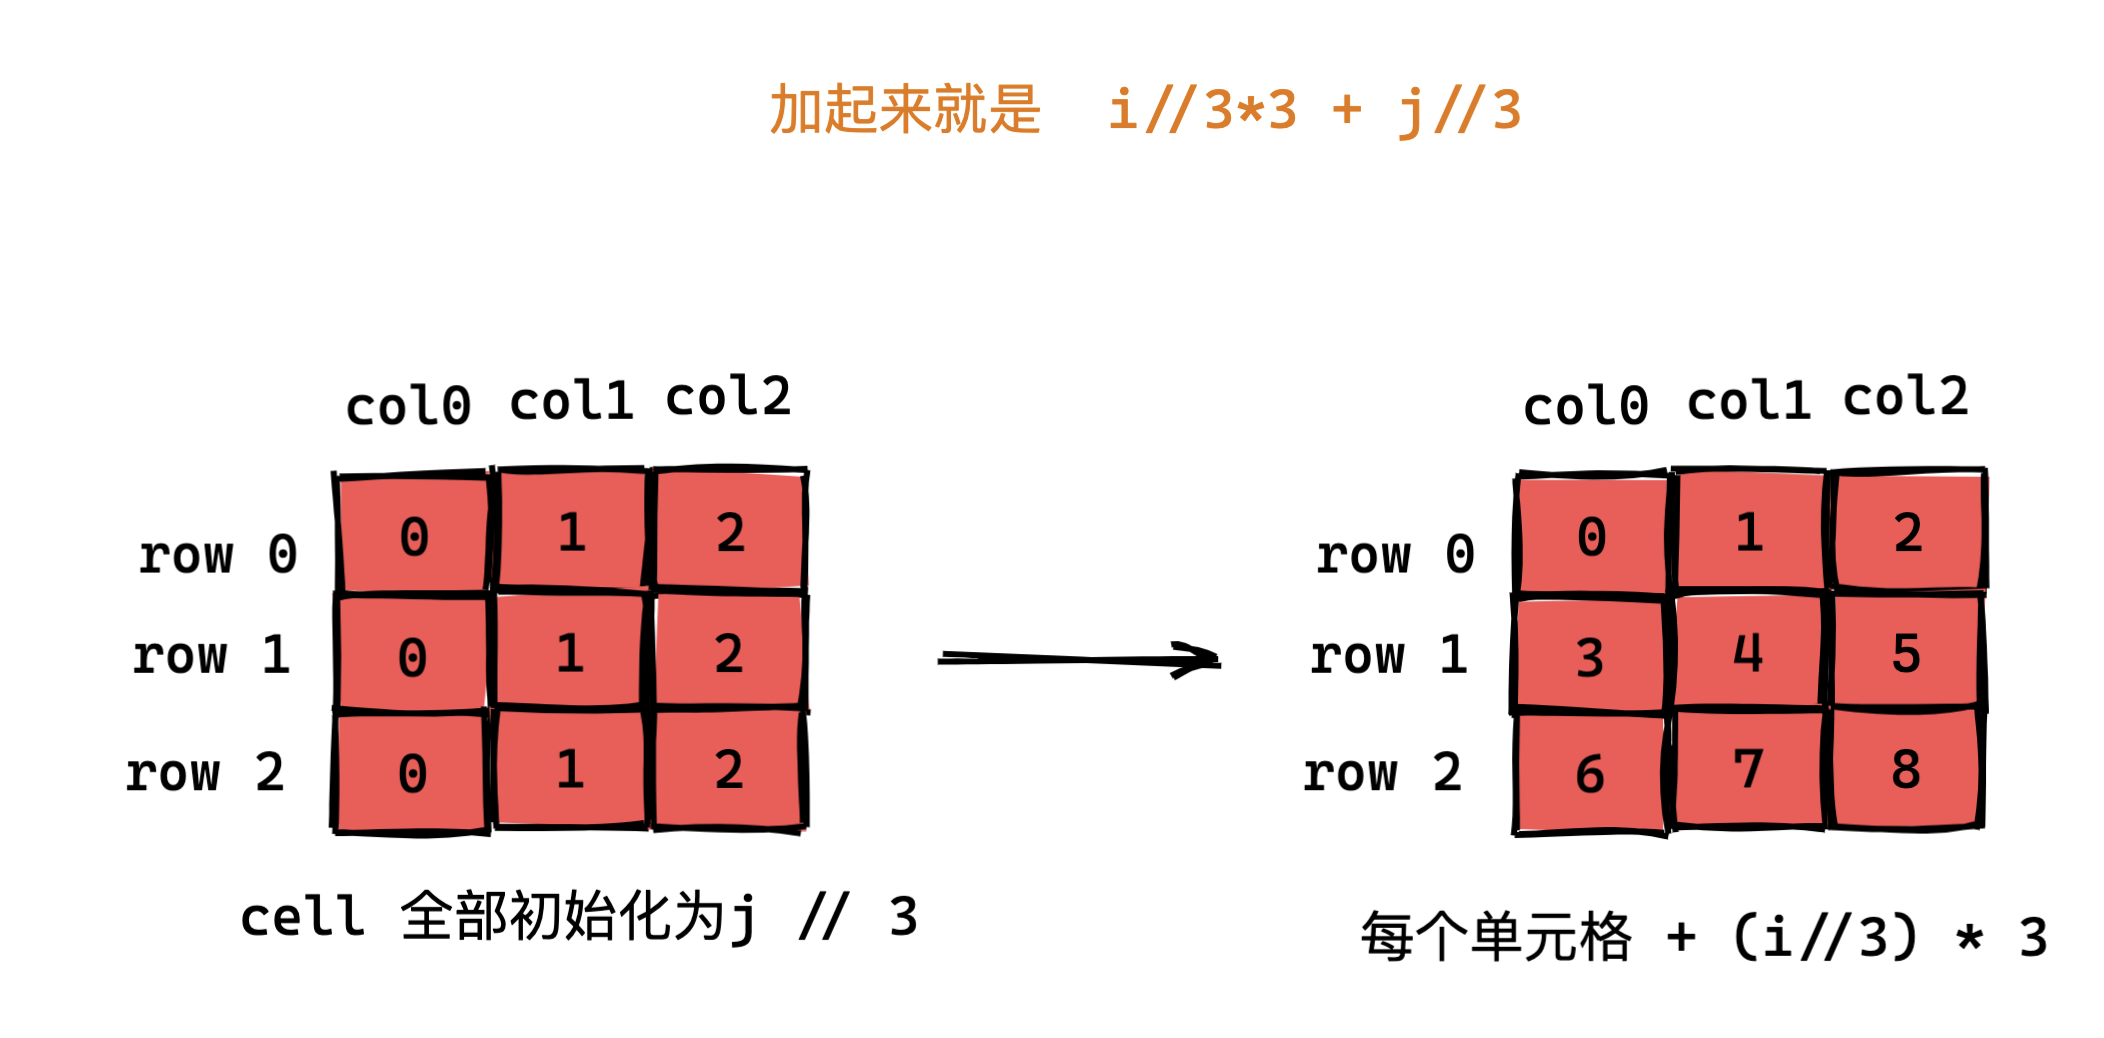 加起来就是 i//3*3 + j//3
col0 col1 col2
row 0 0 1 2
row 1 0 1 2
row 2 0 1 2
cell 全部初始化为j // 3
col0 col1 col2
row 0 0 1 2
row 1 3 4 5
row 2 6 7 8
每个单元格 + (i//3) * 3